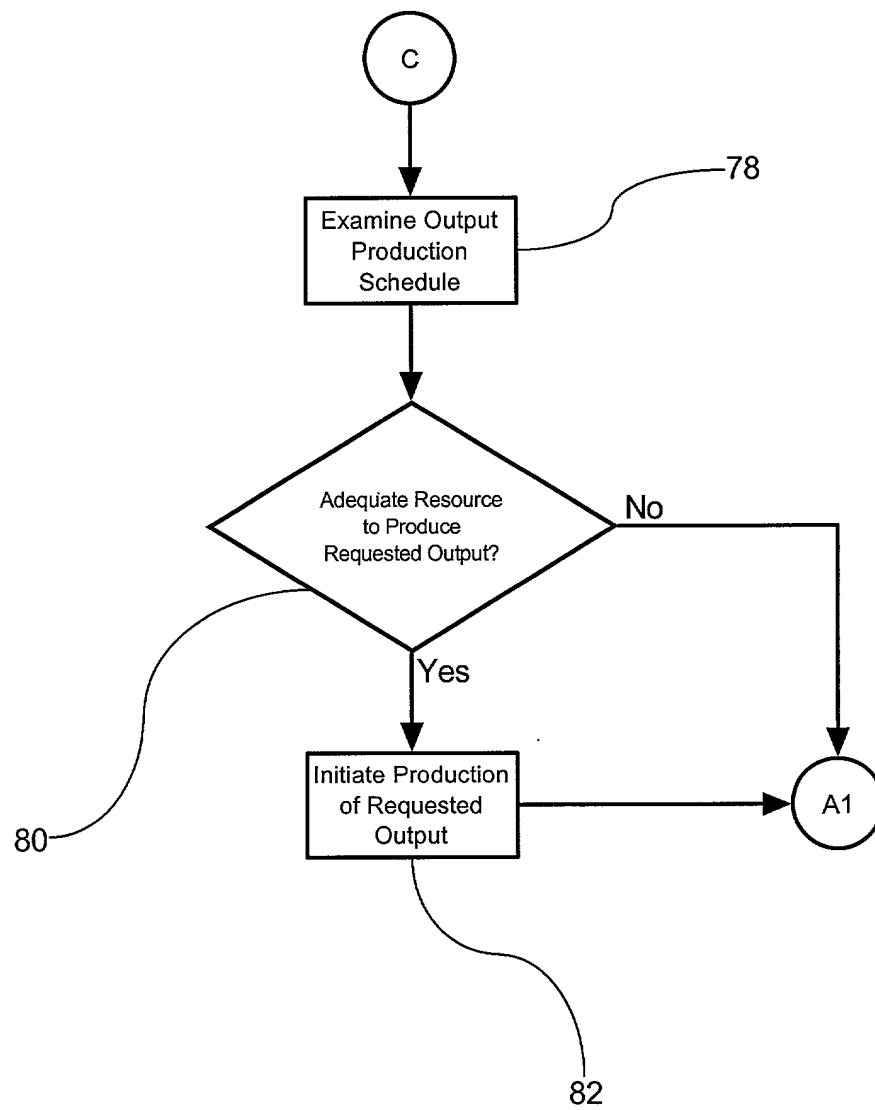 C
78
Examine Output
Production
Schedule
Adequate Resource
to Produce
Requested Output?
No
Yes
Initiate Production
of Requested
Output
A1
80
82